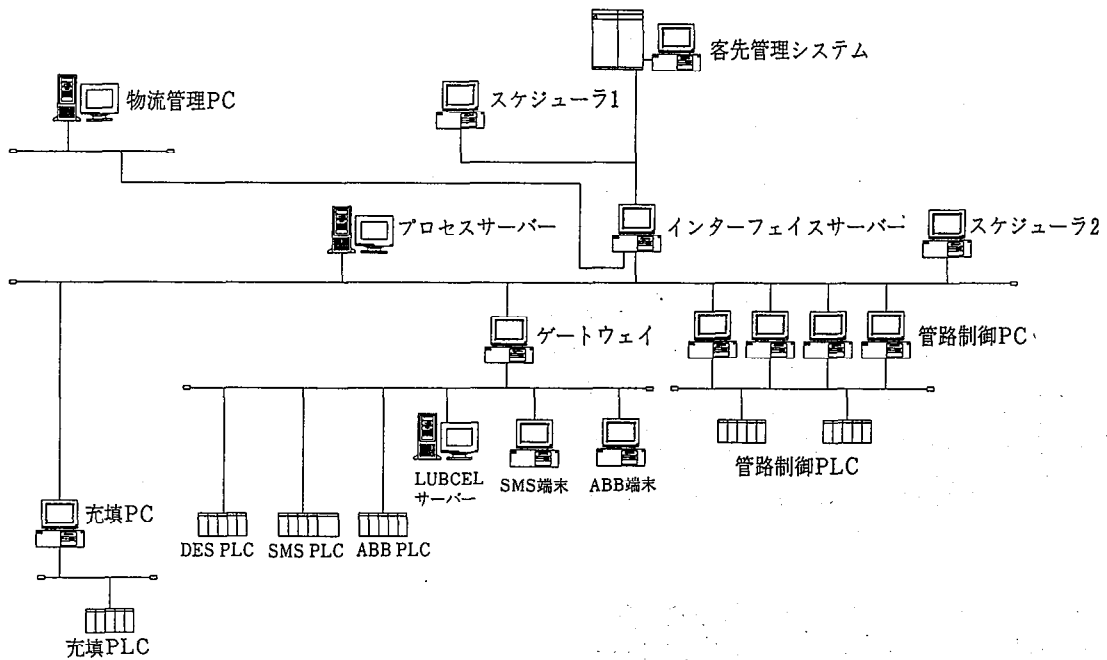 客先管理システム
物流管理PC
スケジューラ1
プロセスサーバー
インターフェイスサーバー
スケジューラ2
ゲートウェイ
管路制御PC
LUBCEL
サーバー
SMS端末
ABB端末
管路制御PLC
充填PC
DES PLC
SMS PLC
ABB PLC
充填PLC